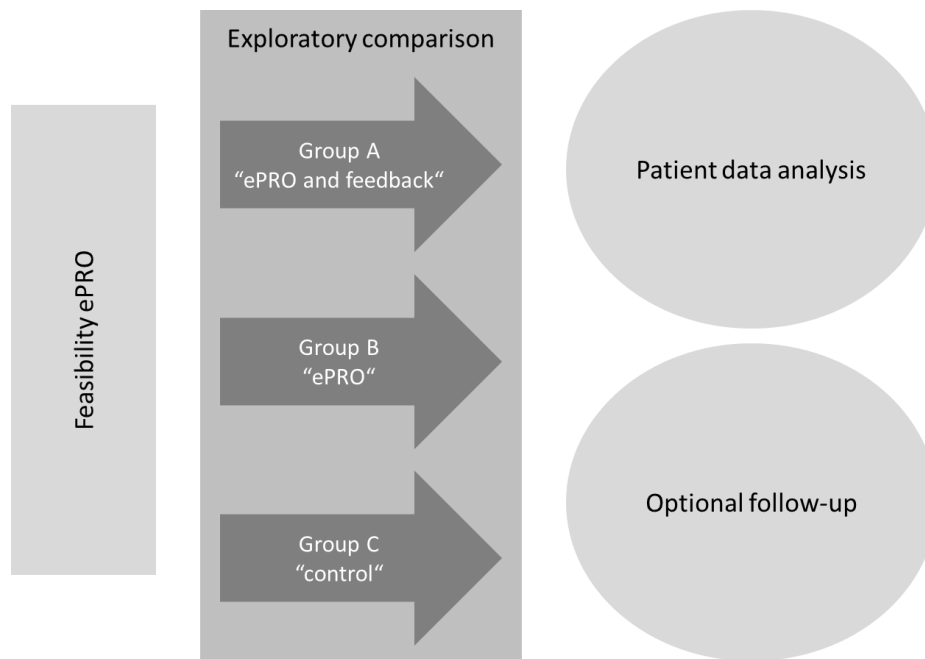 Feasibility ePRO
Exploratory comparison
Group A
“ePRO and feedback“
Group B
“ePRO“
Group C
“control“
Patient data analysis
Optional follow-up